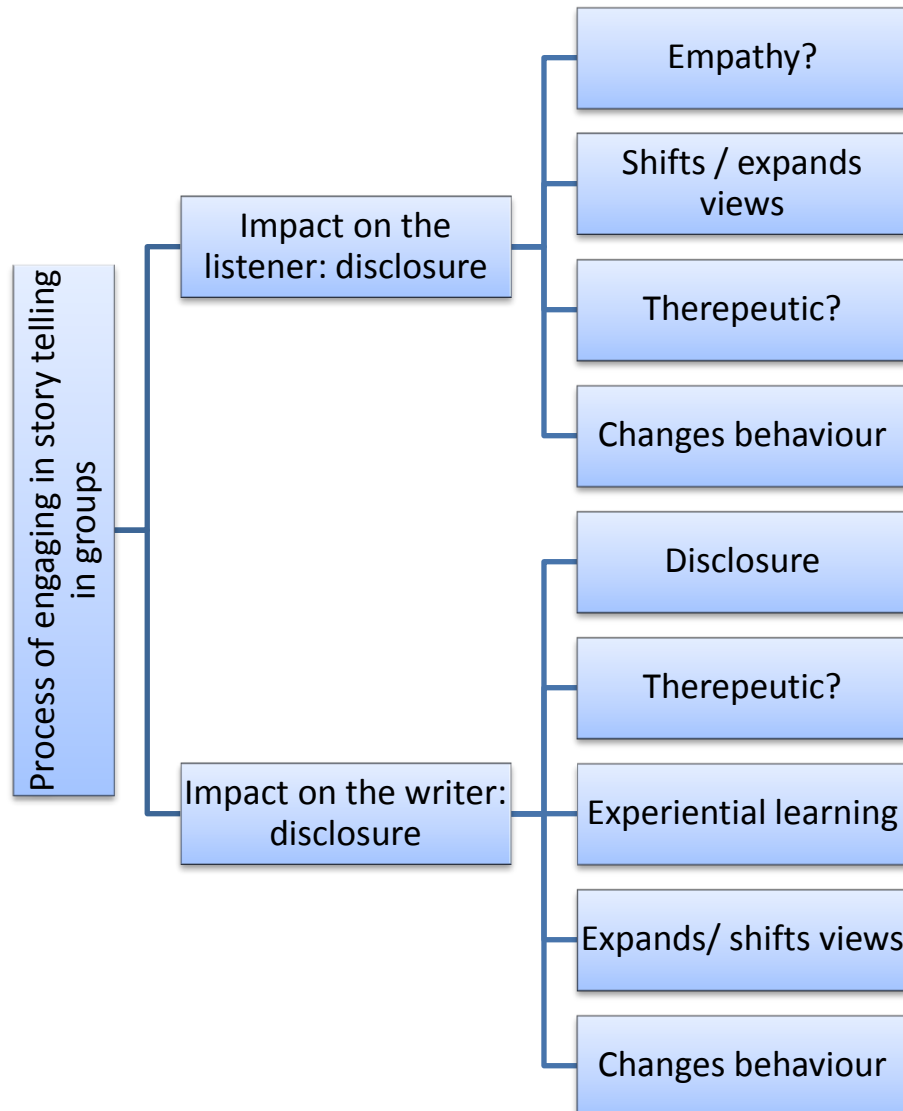 Process of engaging in story telling
in groups
Impact on the
listener: disclosure
Empathy?
Shifts / expands
views
Therepeutic?
Changes behaviour
Impact on the writer:
disclosure
Disclosure
Therepeutic?
Experiential learning
Expands/ shifts views
Changes behaviour